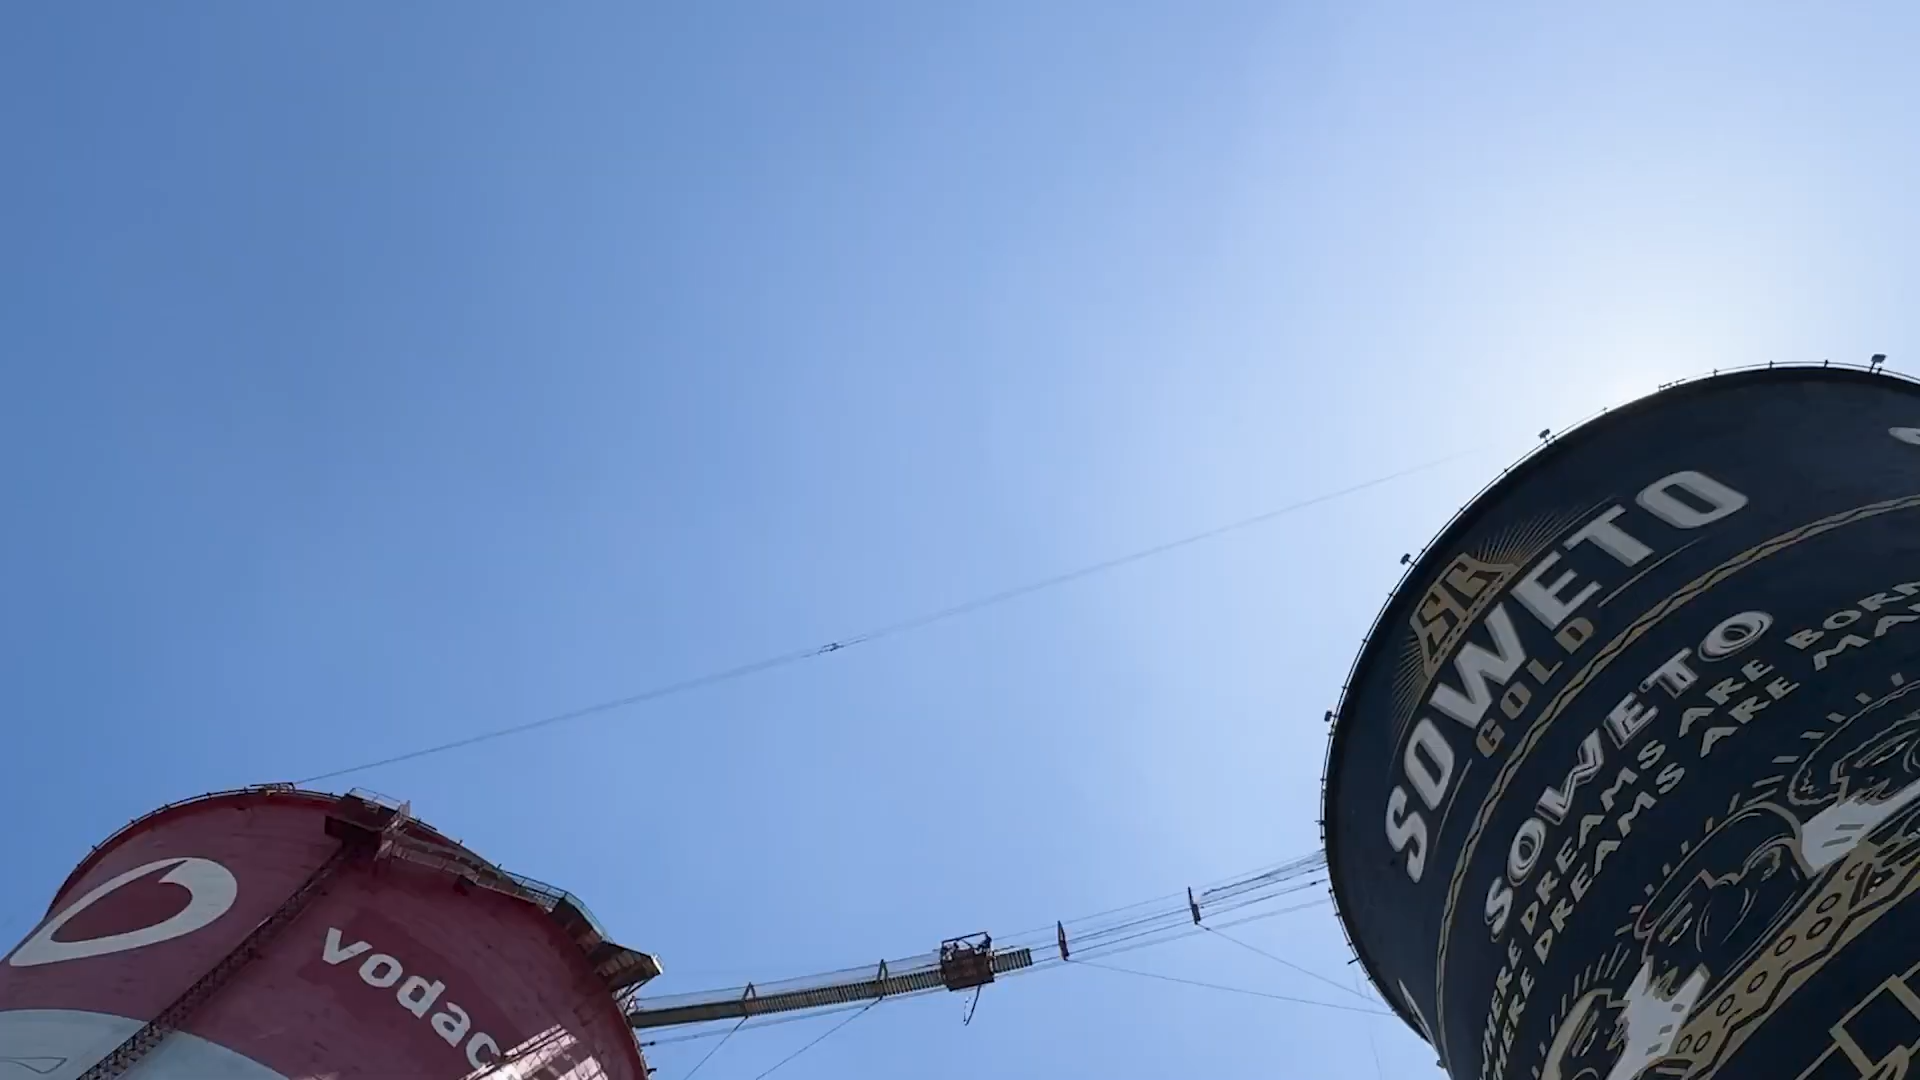 SOWETO
GOLD
SOWETO
WHERE DREAMS ARE BORN
WHERE DREAMS ARE MA
vodac